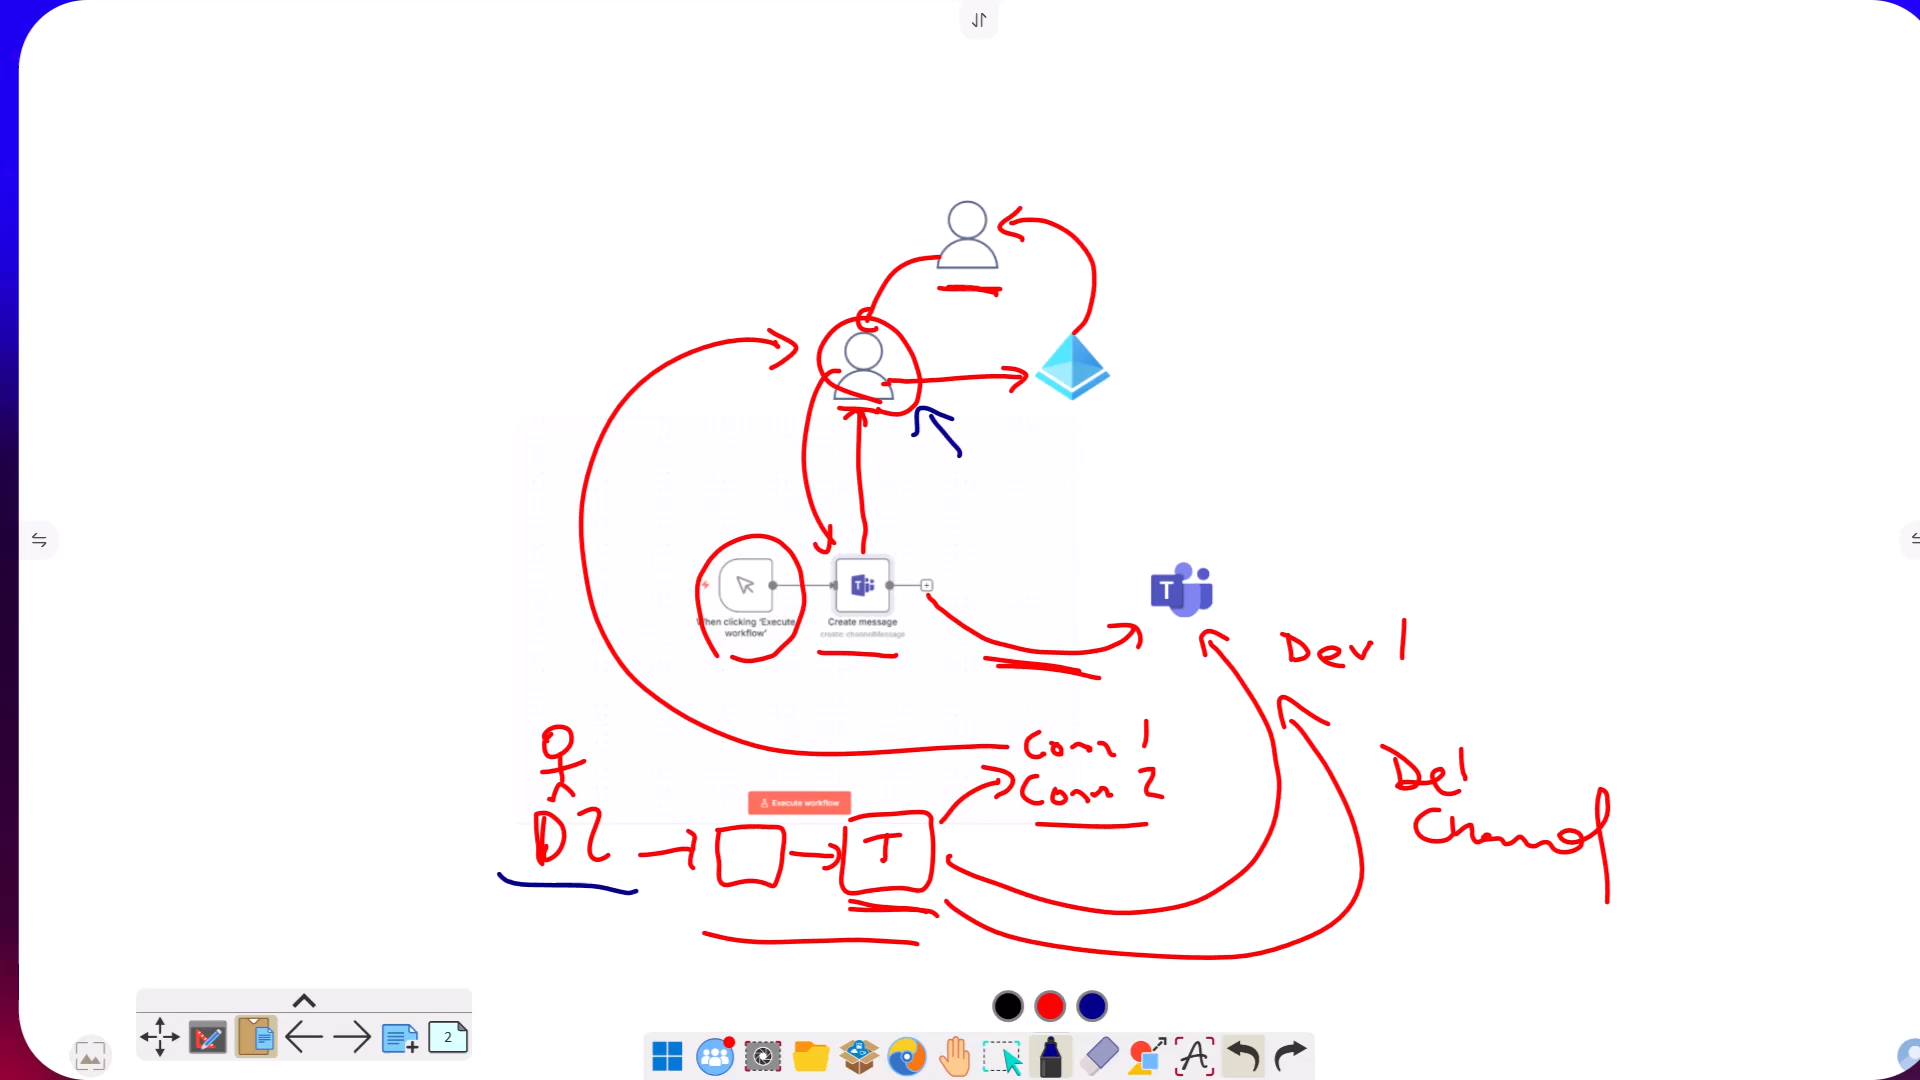 When clicking 'Execute
workflow'
Create message
create: channelMessage
T
Dev 1
Conn 1
Conn 2
Del
Channel
Execute workflow
D2
T
2